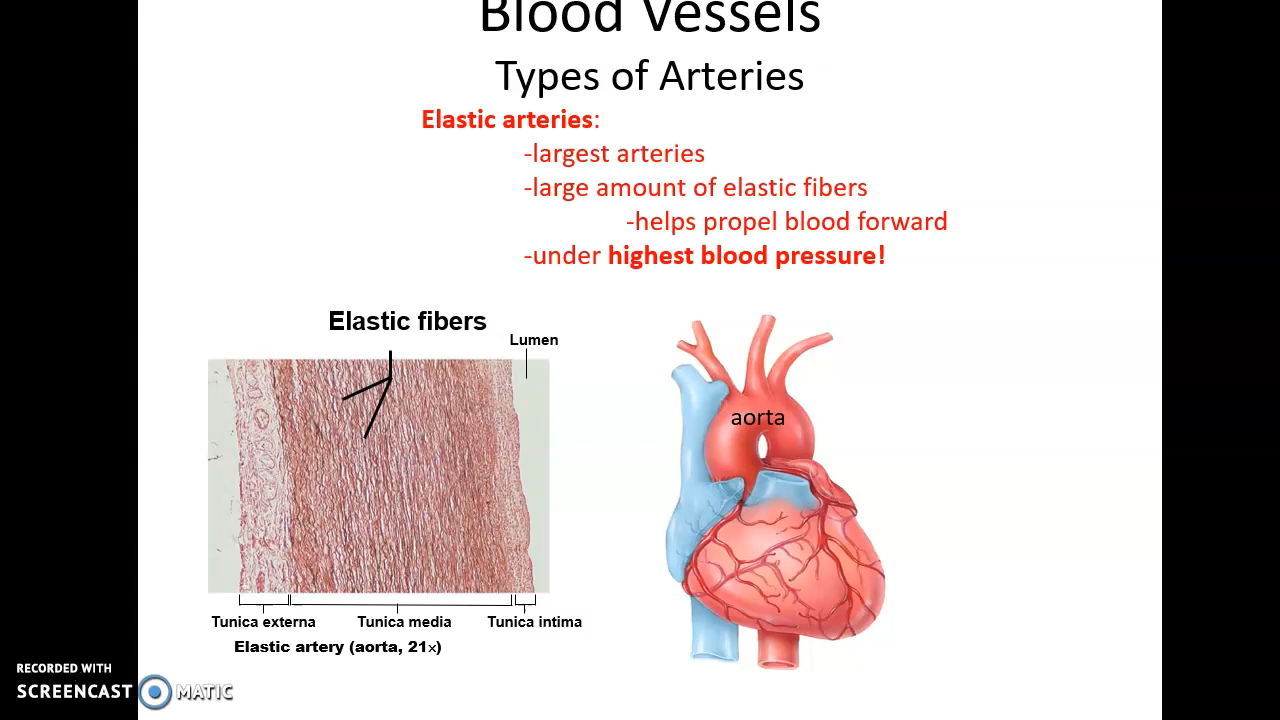 Blood Vessels
Types of Arteries
Elastic arteries:
-largest arteries
-large amount of elastic fibers
-helps propel blood forward
-under highest blood pressure!
Elastic fibers
Lumen
aorta
Tunica externa Tunica media Tunica intima
Elastic artery (aorta, 21x)
RECORDED WITH
SCREENCAST MATIC